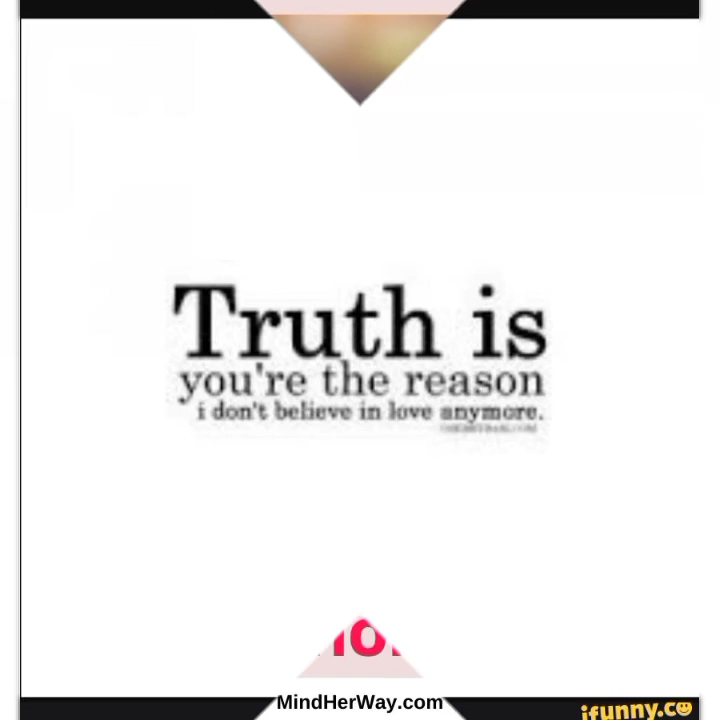 Truth is
you're the reason
i don't believe in love anymore.
MindHerWay.com
ifunny.co